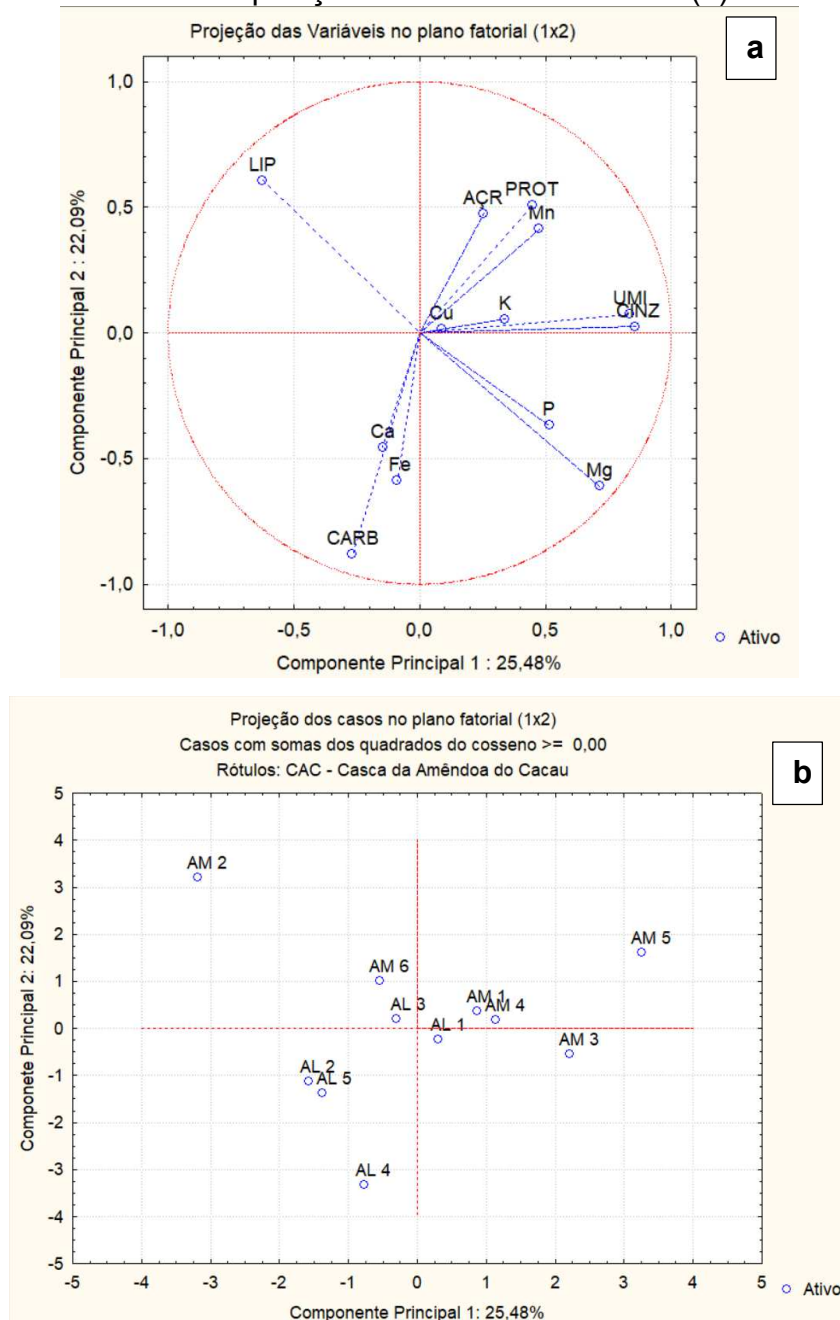 (
Projeção das Variáveis no plano fatorial (1x2)
a
1,0
LIP
ACR
PROT
Mn
0,5
UMI
CINZ
Cu
K
0,0
P
Ca
Fe
Mg
-0,5
CARB
-1,0
Componente Principal 2 : 22,09%
-1,0
-0,5
0,0
0,5
1,0
Ativo
Componente Principal 1 : 25,48%
Projeção dos casos no plano fatorial (1x2)
Casos com somas dos quadrados do cosseno >= 0,00
Rótulos: CAC - Casca da Amêndoa do Cacau
b
5
4
AM 2
3
2
AM 5
AM 6
1
AL 3
AM 1
AM 4
0
AL 1
AM 3
-1
AL 2
AL 5
-2
-3
AL 4
-4
-5
Componete Principal 2: 22,09%
-5
-4
-3
-2
-1
0
1
2
3
4
5
Ativo
Componente Principal 1: 25,48%